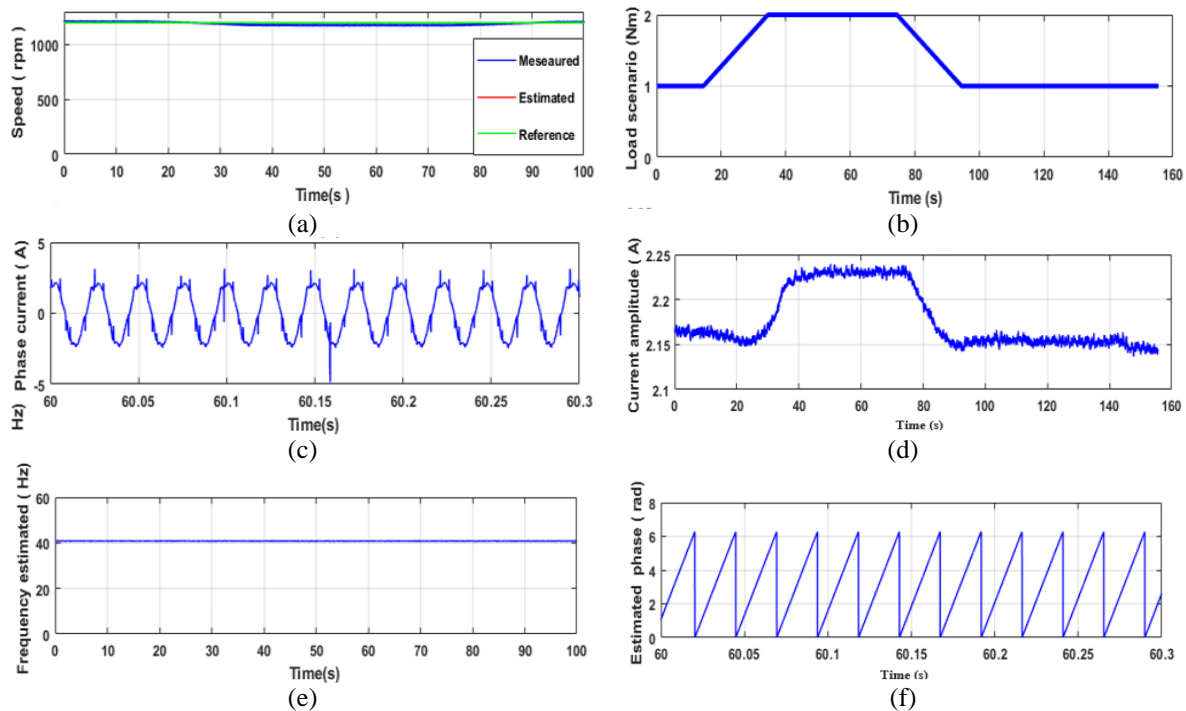 Speed ( rpm )
1000
500
0
Meseaured
Estimated
Reference
0 10 20 30 40 50 60 70 80 90 100
Time(s )
(a)
Load scenario (Nm)
2
1
0
0 20 40 60 80 100 120 140 160
Time (s)
(b)
Phase current ( A)
5
0
-5
60 60.05 60.1 60.15 60.2 60.25 60.3
Time(s)
(c)
Current amplitude ( A)
2.25
2.2
2.15
2.1
0 20 40 60 80 100 120 140 160
Time (s)
(d)
Hz)
Frequency estimated ( Hz)
60
40
20
0
0 10 20 30 40 50 60 70 80 90 100
Time(s)
(e)
Estimated phase ( rad)
8
6
4
2
0
60 60.05 60.1 60.15 60.2 60.25 60.3
Time (s)
(f)